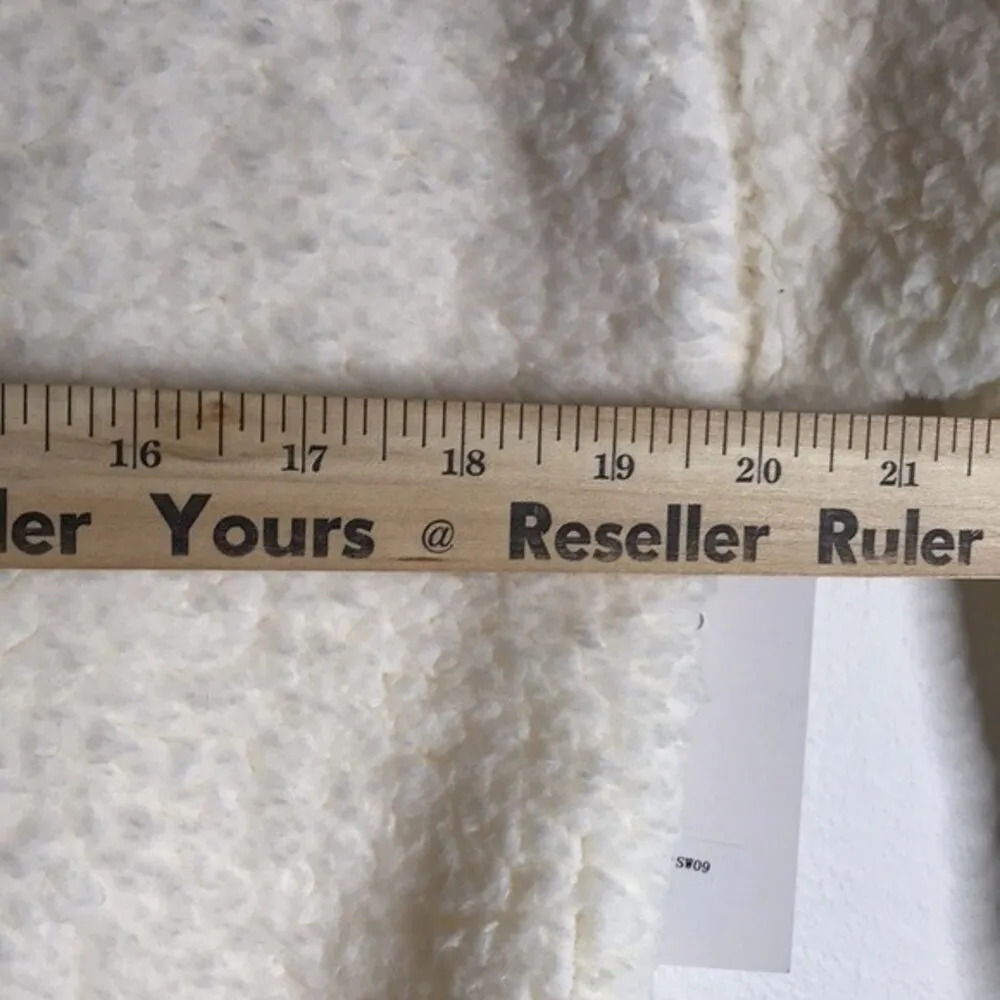 16 17 18 19 20 21
ler Yours @ Reseller Ruler
)
SW09